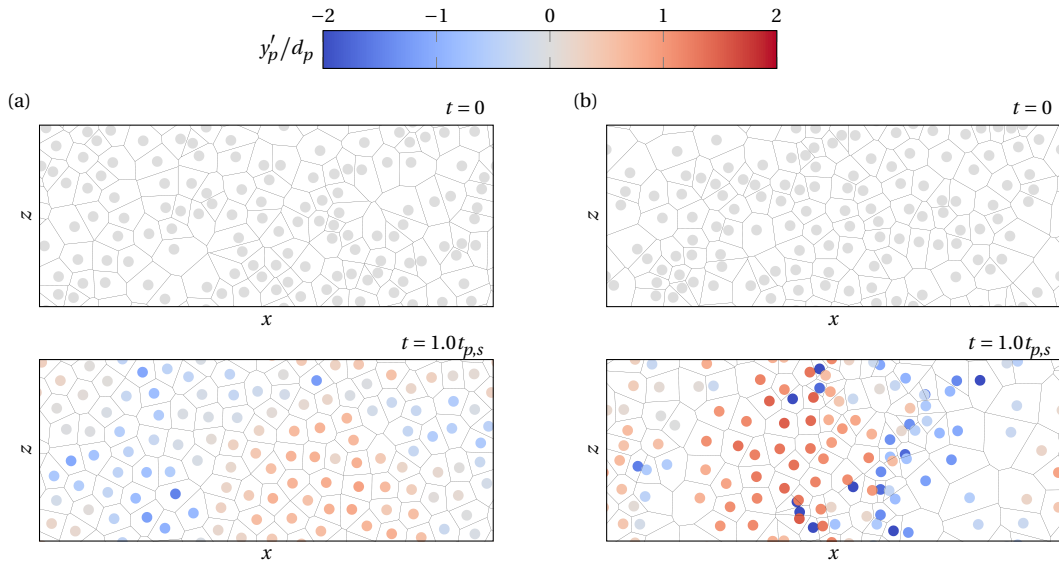 −2 −1 0 1 2
y′p/dp
(a) (b)
t = 0 t = 0
z z
x x
t = 1.0tp,s t = 1.0tp,s
z z
x x